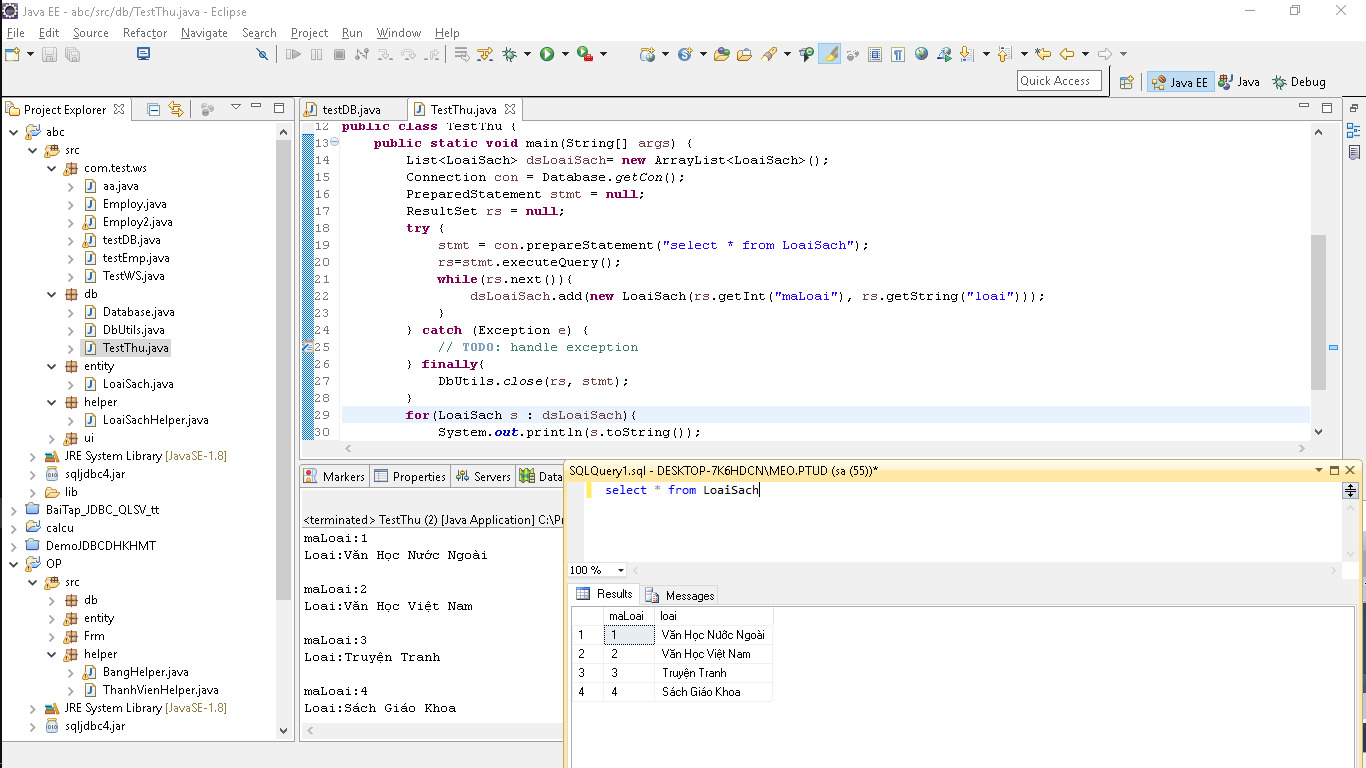 Java EE - abc/src/db/TestThu.java - Eclipse
File Edit Source Refactor Navigate Search Project Run Window Help
Quick Access Java EE Java Debug
Project Explorer
abc
src
com.test.ws
aa.java
Employ.java
Employ2.java
testDB.java
testEmp.java
TestWS.java
db
Database.java
DbUtils.java
TestThu.java
entity
LoaiSach.java
helper
LoaiSachHelper.java
ui
JRE System Library [JavaSE-1.8]
sqljdbc4.jar
lib
BaiTap_JDBC_QLSV_tt
calcu
DemoJDBCDHKHMT
OP
src
db
entity
Frm
helper
BangHelper.java
ThanhVienHelper.java
JRE System Library [JavaSE-1.8]
sqljdbc4.jar
testDB.java TestThu.java
12 public class TestThu {
13 public static void main(String[] args) {
14 List<LoaiSach> dsLoaiSach= new ArrayList<LoaiSach>();
15 Connection con = Database.getCon();
16 PreparedStatement stmt = null;
17 ResultSet rs = null;
18 try {
19 stmt = con.prepareStatement("select * from LoaiSach");
20 rs=stmt.executeQuery();
21 while(rs.next()){
22 dsLoaiSach.add(new LoaiSach(rs.getInt("maLoai"), rs.getString("loai")));
23 }
24 } catch (Exception e) {
25 // TODO: handle exception
26 } finally{
27 DbUtils.close(rs, stmt);
28 }
29 for(LoaiSach s : dsLoaiSach){
30 System.out.println(s.toString());
Markers Properties Servers Data
<terminated> TestThu (2) [Java Application] C:\Pr
maLoai:1
Loai:Văn Học Nước Ngoài
maLoai:2
Loai:Văn Học Việt Nam
maLoai:3
Loai:Truyện Tranh
maLoai:4
Loai:Sách Giáo Khoa
SQLQuery1.sql - DESKTOP-7K6HDCN\MEO.PTUD (sa (55))*
select * from LoaiSach
100 %
Results Messages
maLoai loai
1 1 Văn Học Nước Ngoài
2 2 Văn Học Việt Nam
3 3 Truyện Tranh
4 4 Sách Giáo Khoa